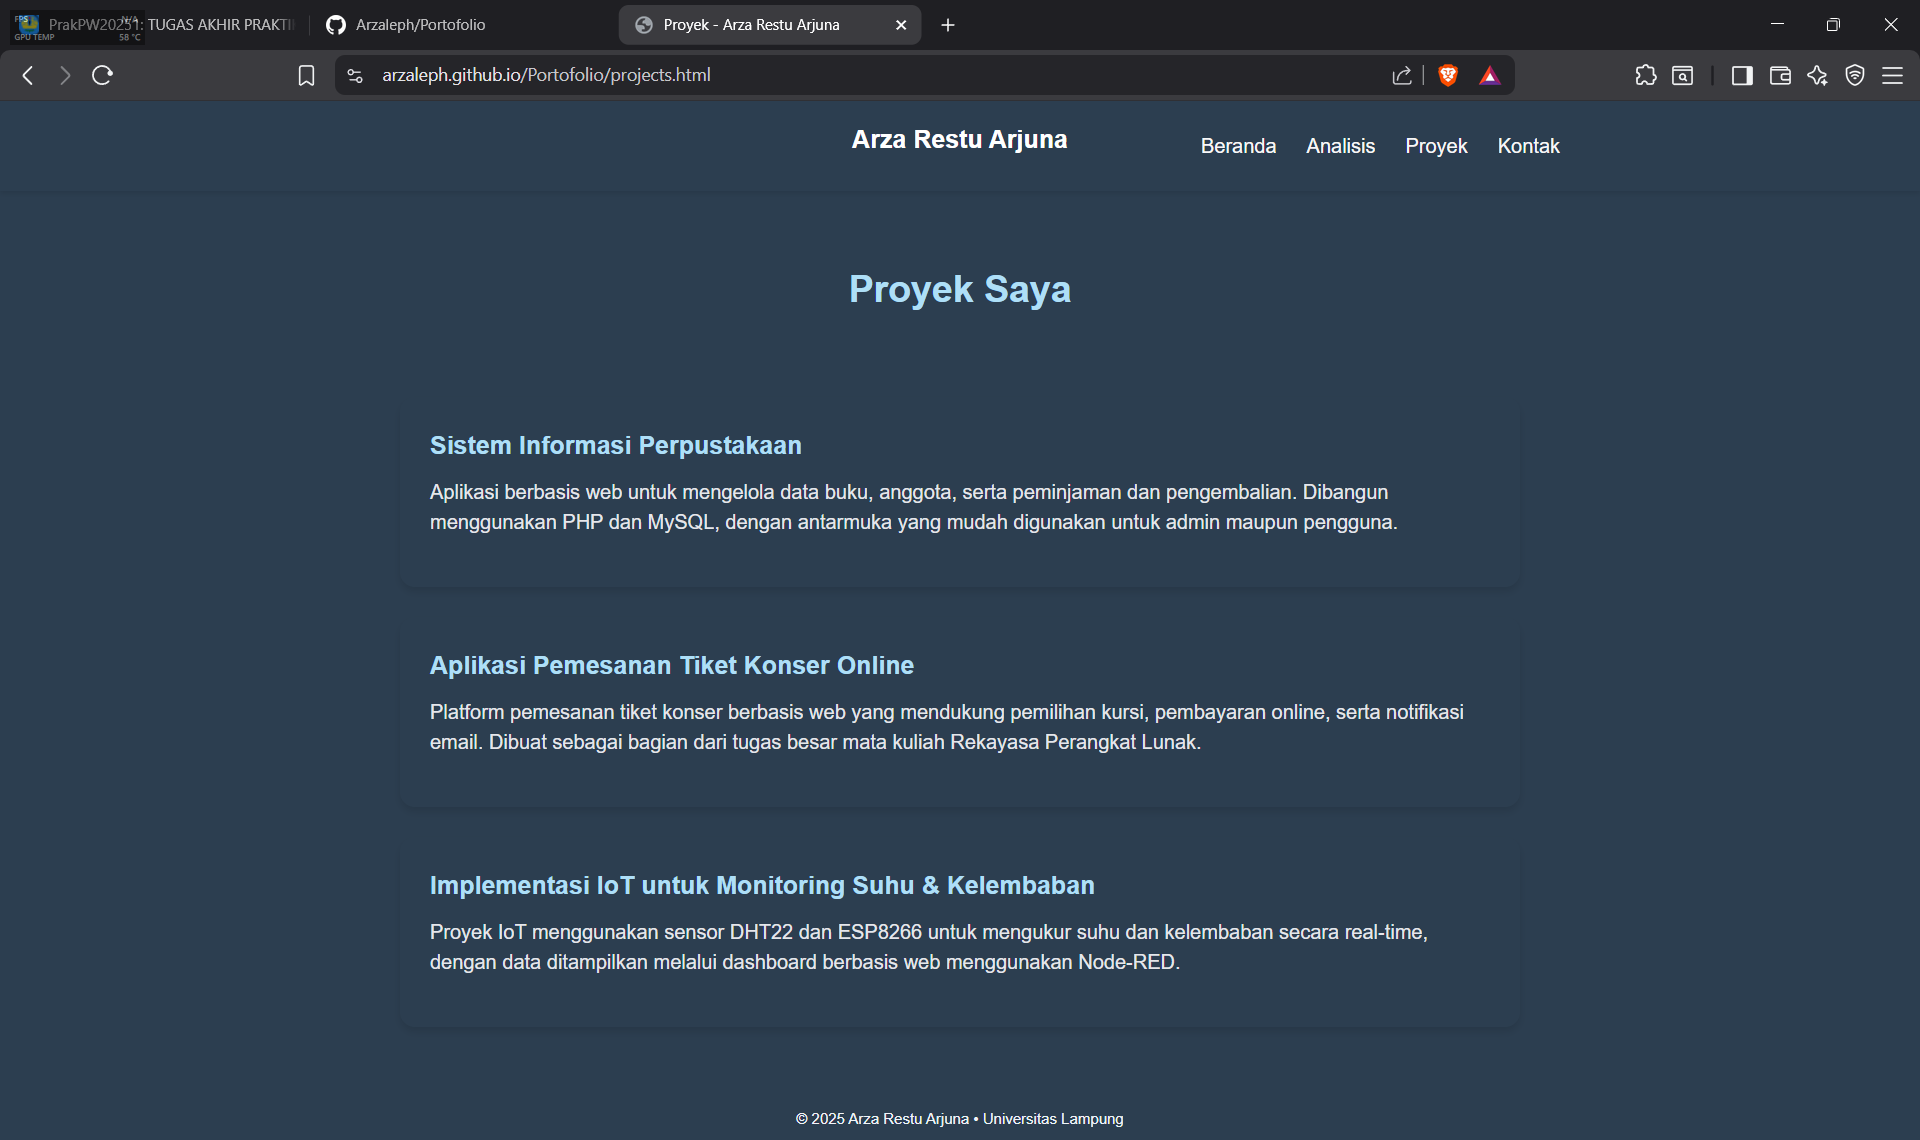 FPS N/A
GPU TEMP 58 °C
PrakPW20251: TUGAS AKHIR PRAKTI
Arzaleph/Portofolio
Proyek - Arza Restu Arjuna
arzaleph.github.io/Portofolio/projects.html
Arza Restu Arjuna
Beranda Analisis Proyek Kontak
Proyek Saya
Sistem Informasi Perpustakaan
Aplikasi berbasis web untuk mengelola data buku, anggota, serta peminjaman dan pengembalian. Dibangun
menggunakan PHP dan MySQL, dengan antarmuka yang mudah digunakan untuk admin maupun pengguna.
Aplikasi Pemesanan Tiket Konser Online
Platform pemesanan tiket konser berbasis web yang mendukung pemilihan kursi, pembayaran online, serta notifikasi
email. Dibuat sebagai bagian dari tugas besar mata kuliah Rekayasa Perangkat Lunak.
Implementasi IoT untuk Monitoring Suhu & Kelembaban
Proyek IoT menggunakan sensor DHT22 dan ESP8266 untuk mengukur suhu dan kelembaban secara real-time,
dengan data ditampilkan melalui dashboard berbasis web menggunakan Node-RED.
© 2025 Arza Restu Arjuna • Universitas Lampung